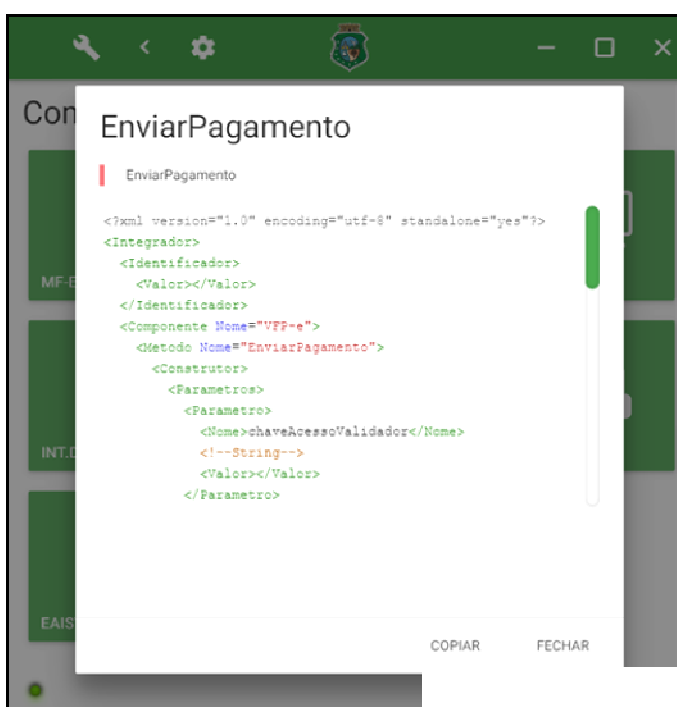 Con
EnviarPagamento
EnviarPagamento
<?xml version="1.0" encoding="utf-8" standalone="yes"?>
<Integrador>
<Identificador>
<Valor></Valor>
</Identificador>
<Componente Nome="VFP-e">
<Metodo Nome="EnviarPagamento">
<Construtor>
<Parametros>
<Parametro>
<Nome>chaveAcessoValidador</Nome>
<!--String-->
<Valor></Valor>
</Parametro>
MF-E
INT.D
EAIS
COPIAR FECHAR